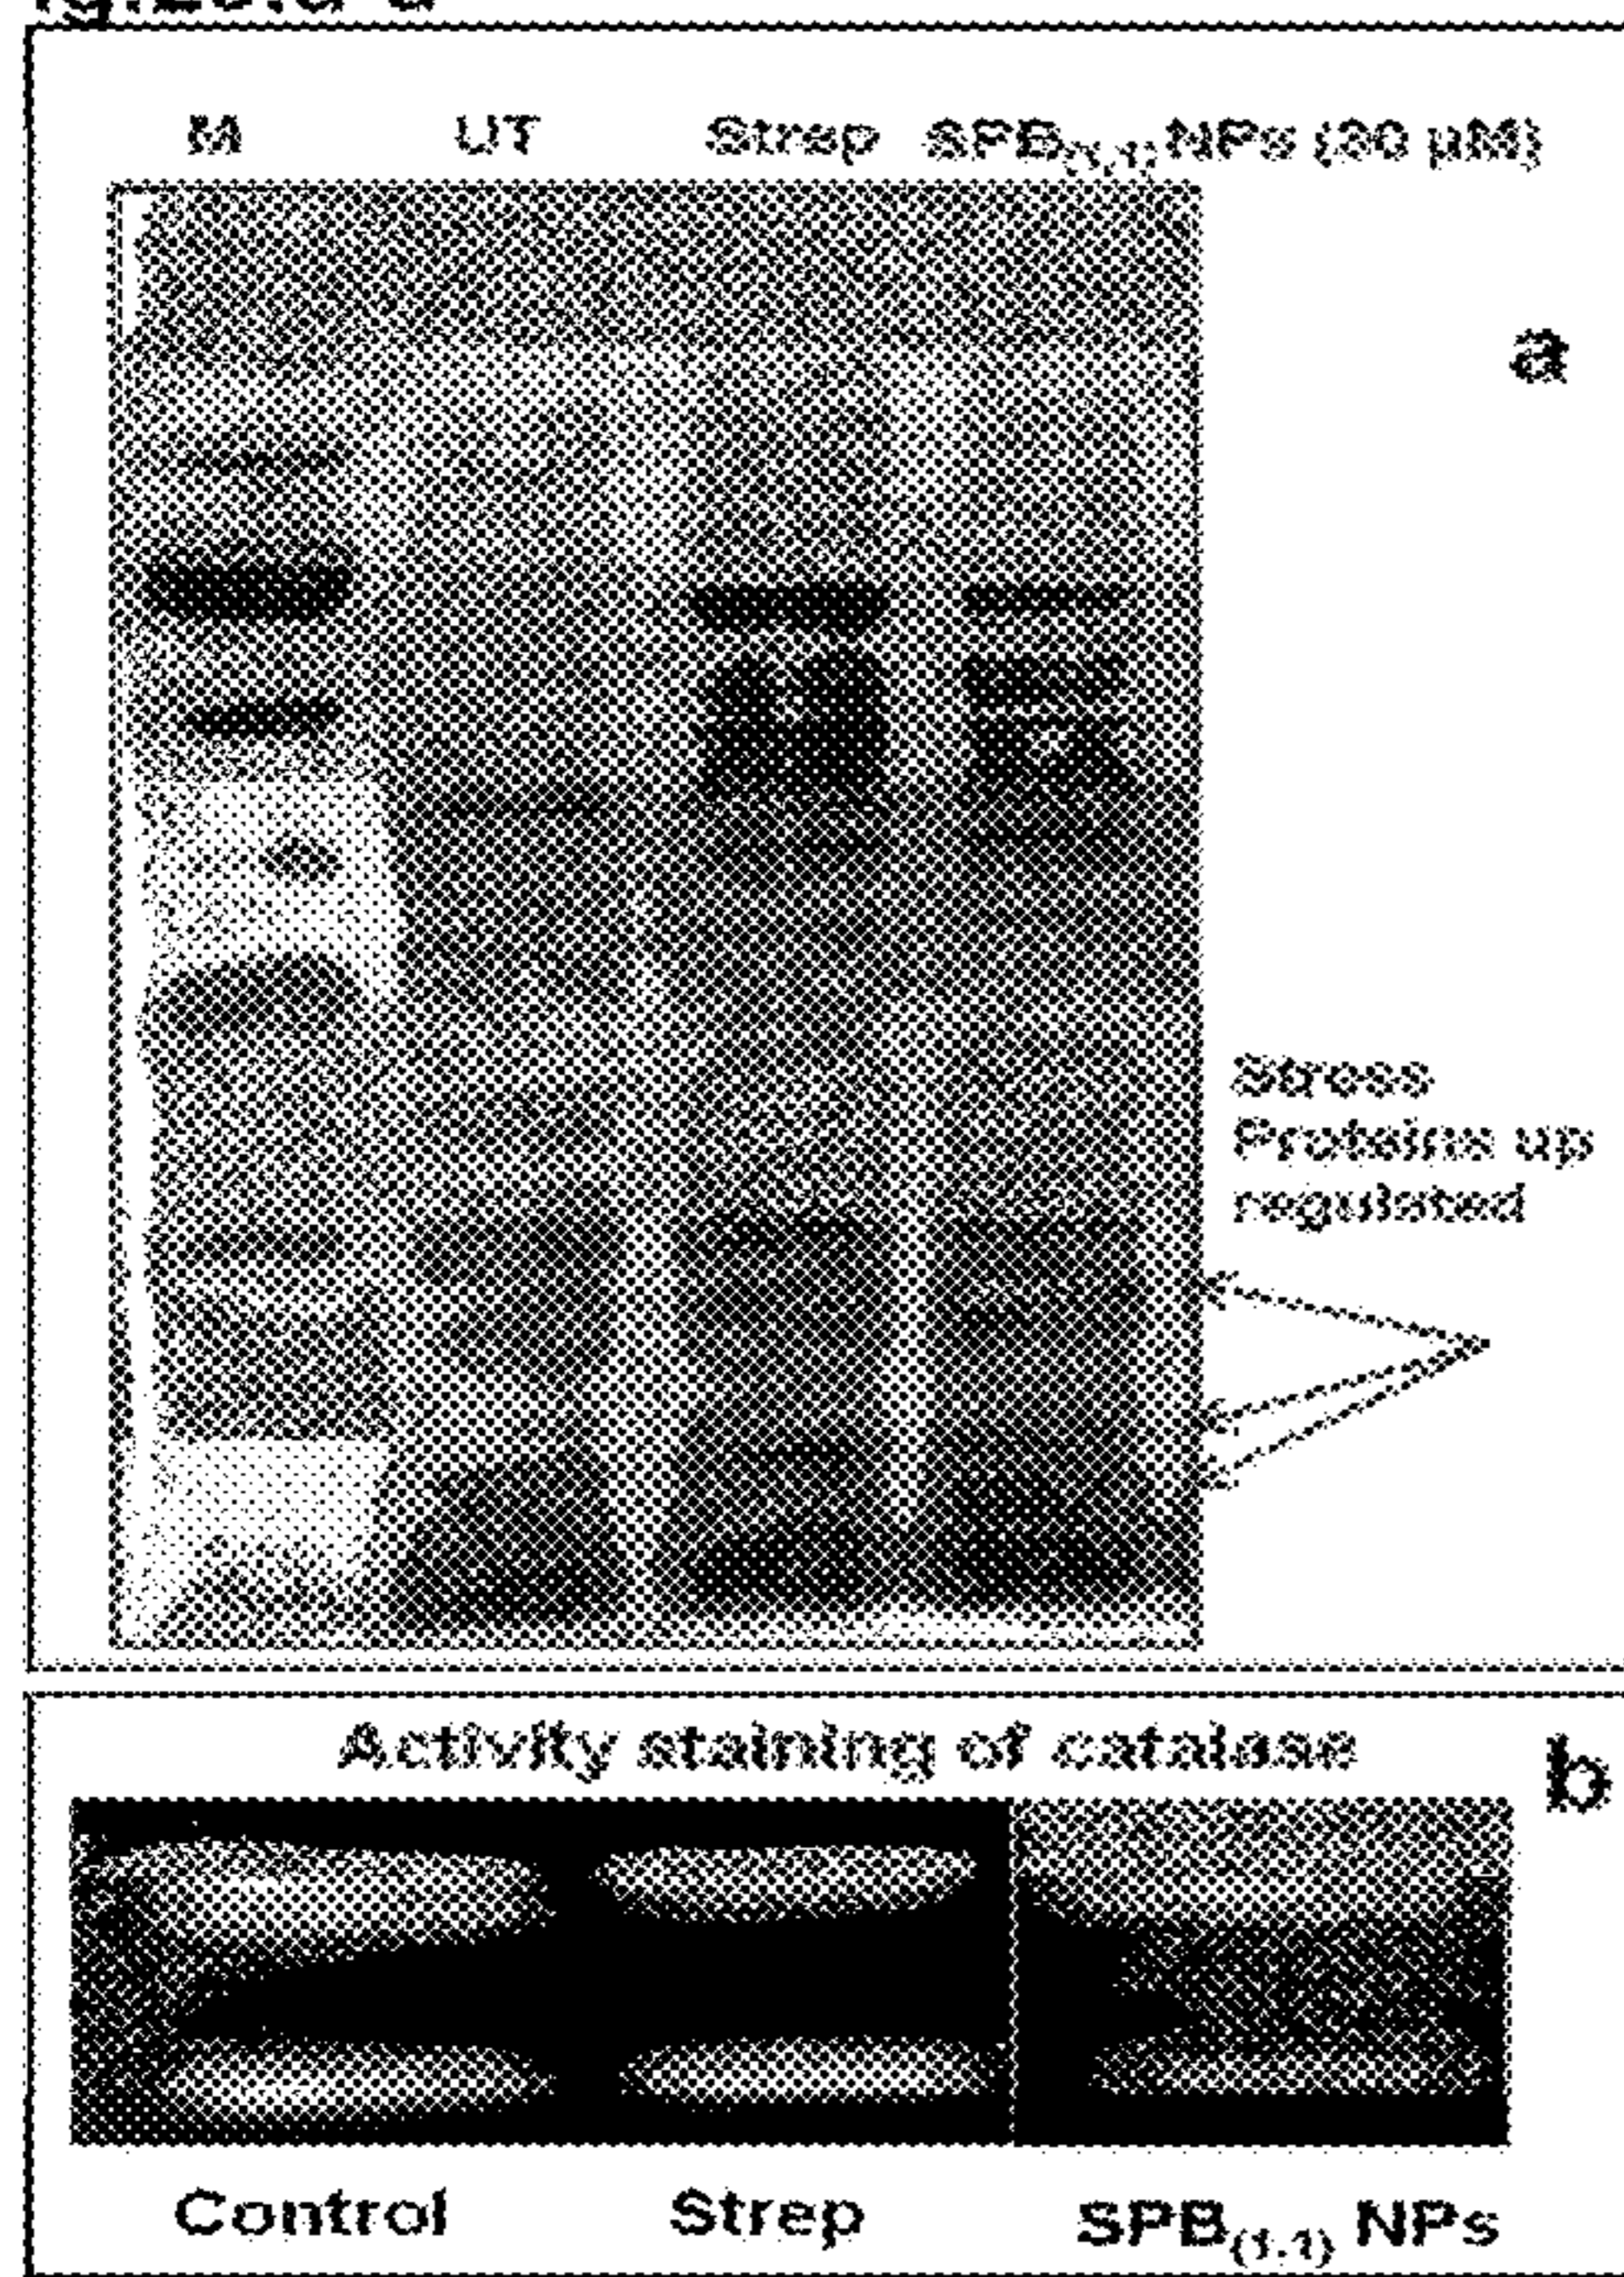 M UT Strep SPB(1:1) NPs (30 µM)
a
Stress
Proteins up
regulated
Activity staining of catalase
b
Control Strep SPB(1:1) NPs